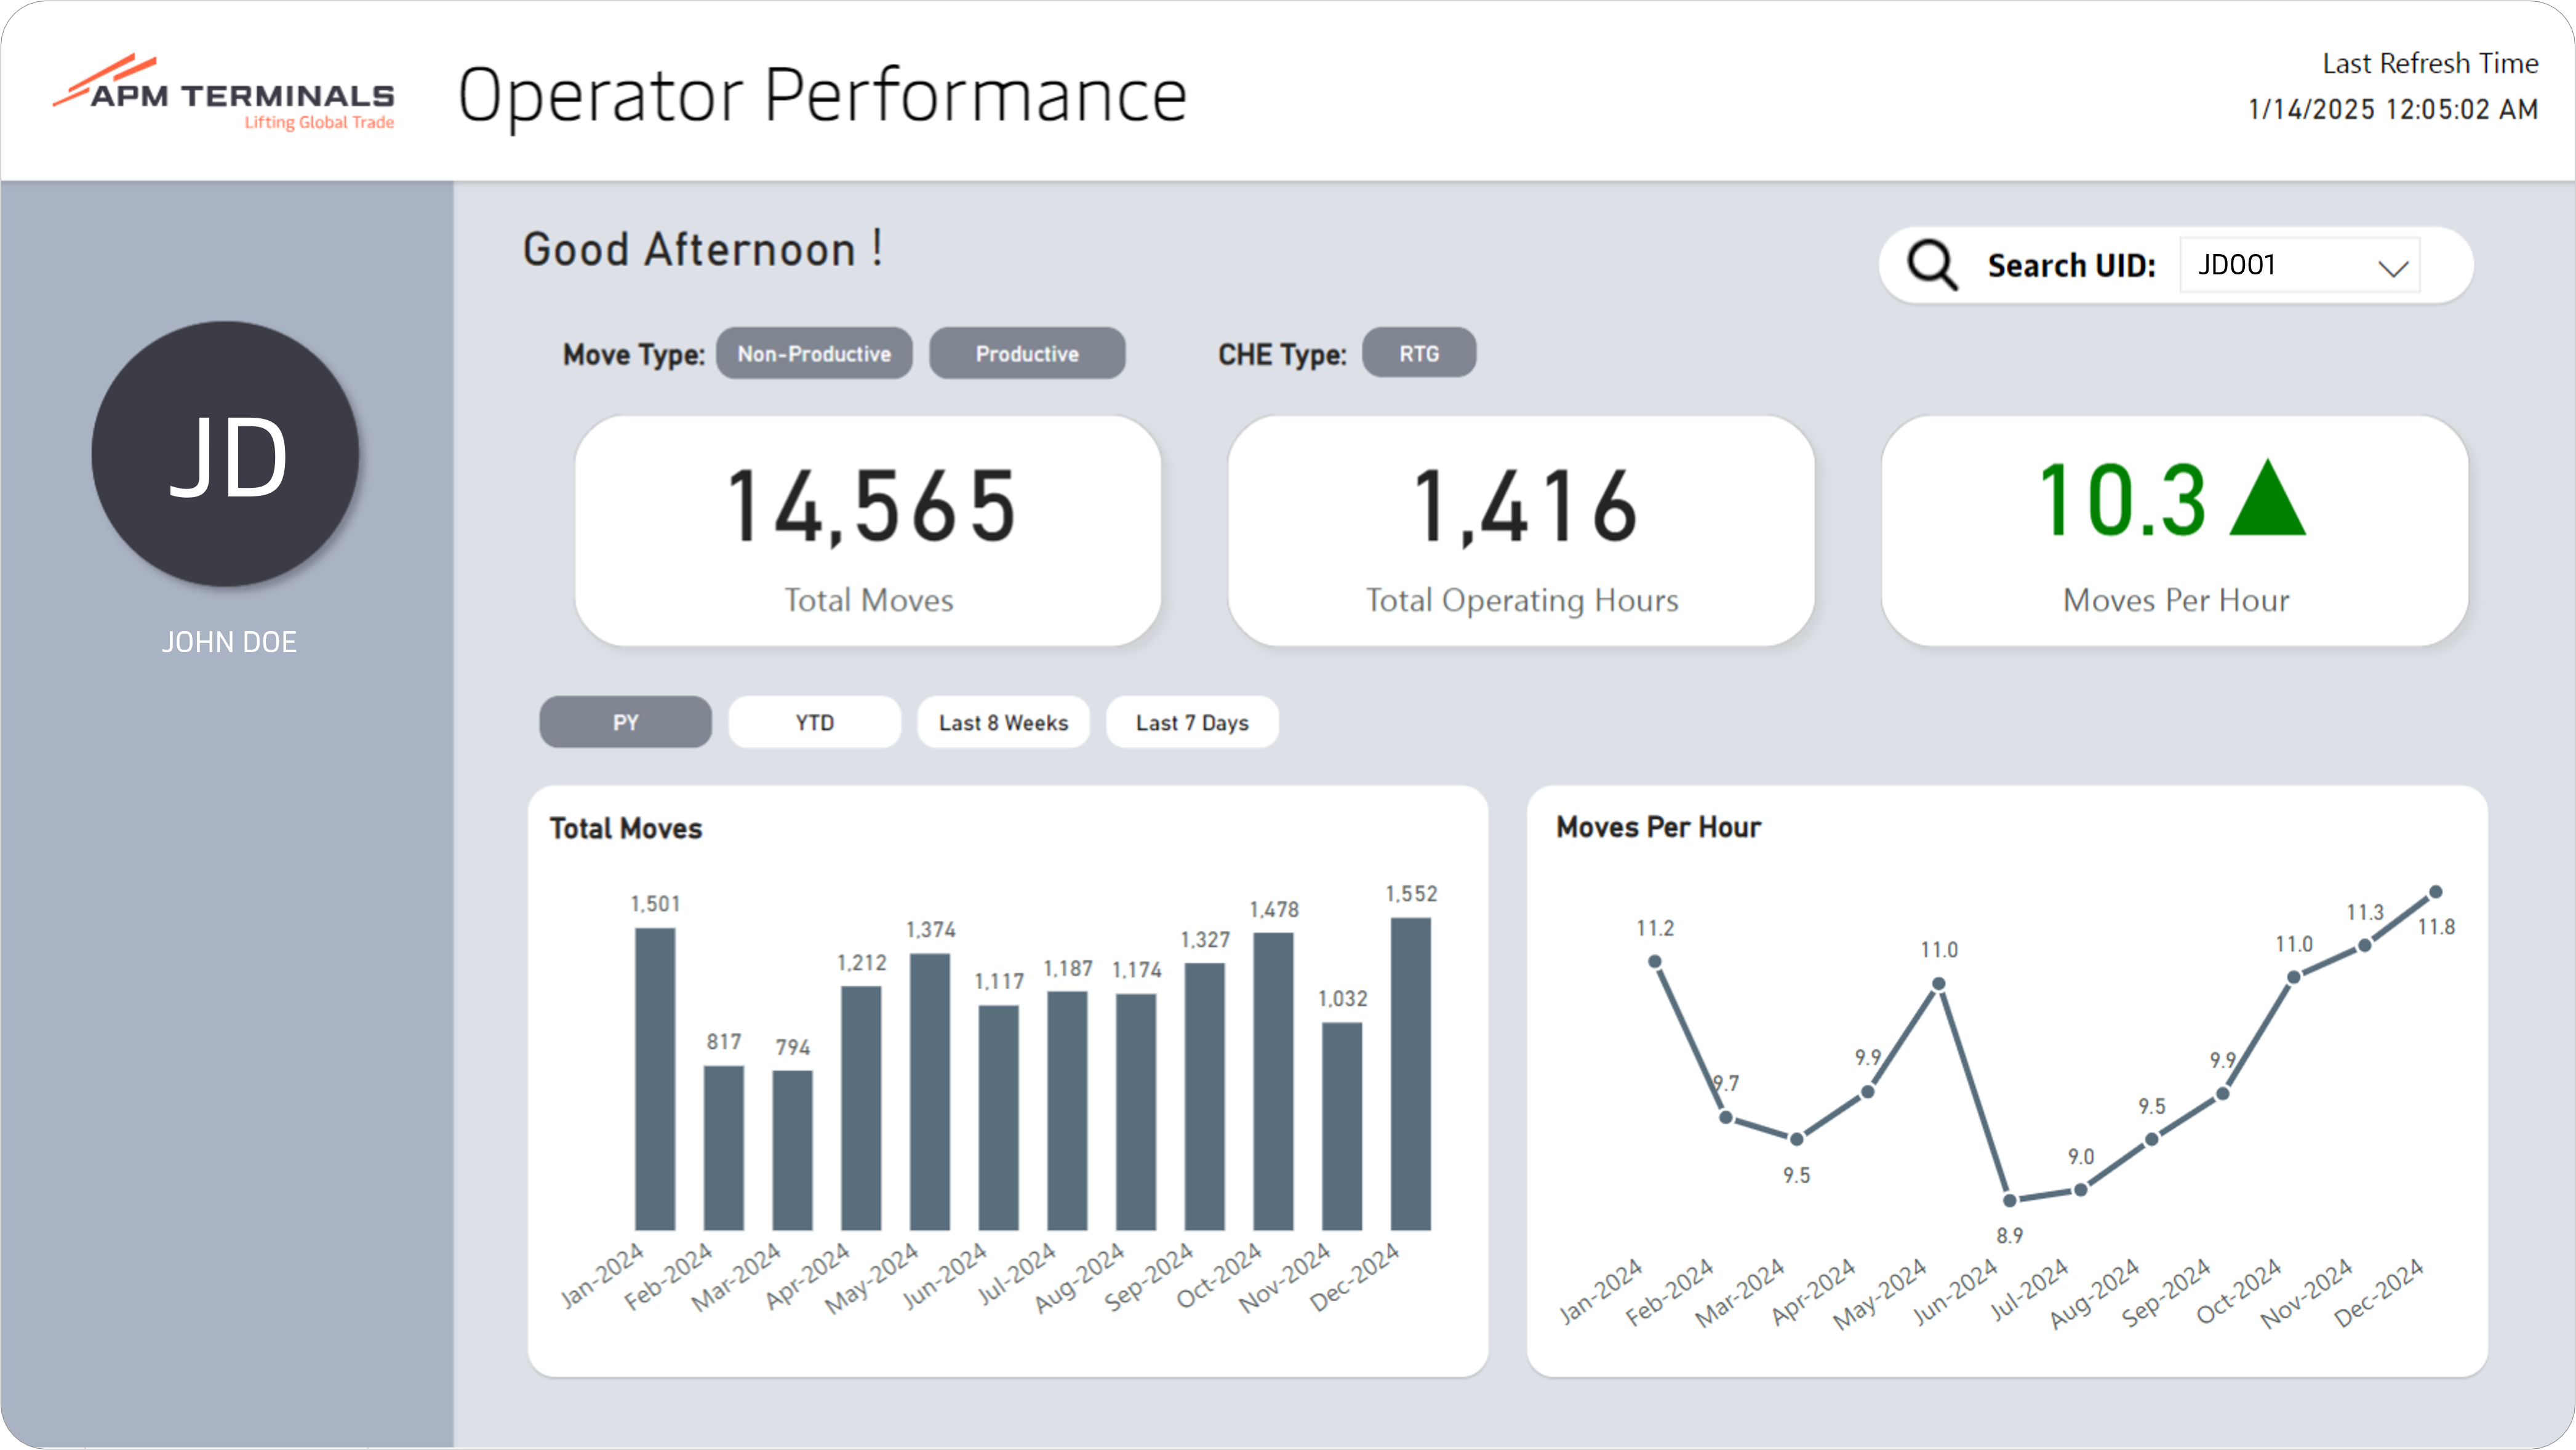 APM TERMINALS
Lifting Global Trade
Operator Performance
Last Refresh Time
1/14/2025 12:05:02 AM
JD
JOHN DOE
Good Afternoon !
Search UID: JD001
Move Type: Non-Productive Productive CHE Type: RTG
14,565
Total Moves
1,416
Total Operating Hours
10.3
Moves Per Hour
PY YTD Last 8 Weeks Last 7 Days
Total Moves
1,501
817
794
1,212
1,374
1,117
1,187
1,174
1,327
1,478
1,032
1,552
Jan-2024
Feb-2024
Mar-2024
Apr-2024
May-2024
Jun-2024
Jul-2024
Aug-2024
Sep-2024
Oct-2024
Nov-2024
Dec-2024
Moves Per Hour
11.2
9.7
9.5
9.9
11.0
8.9
9.0
9.5
9.9
11.0
11.3
11.8
Jan-2024
Feb-2024
Mar-2024
Apr-2024
May-2024
Jun-2024
Jul-2024
Aug-2024
Sep-2024
Oct-2024
Nov-2024
Dec-2024